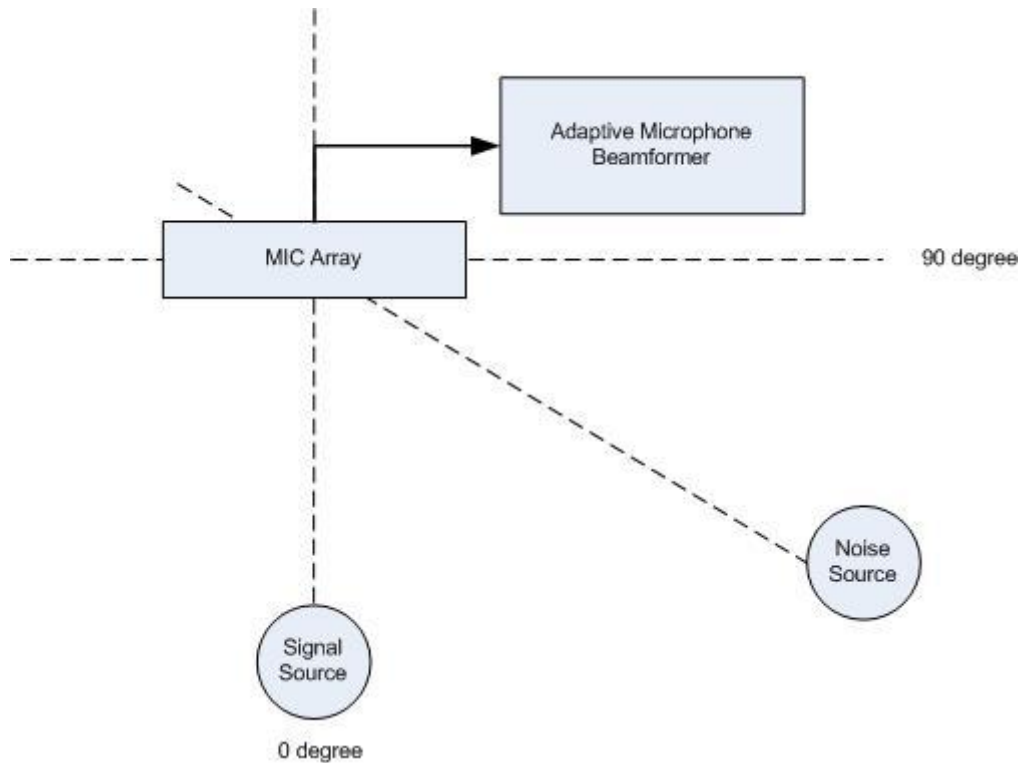 Adaptive Microphone
Beamformer
MIC Array
90 degree
Noise
Source
Signal
Source
0 degree